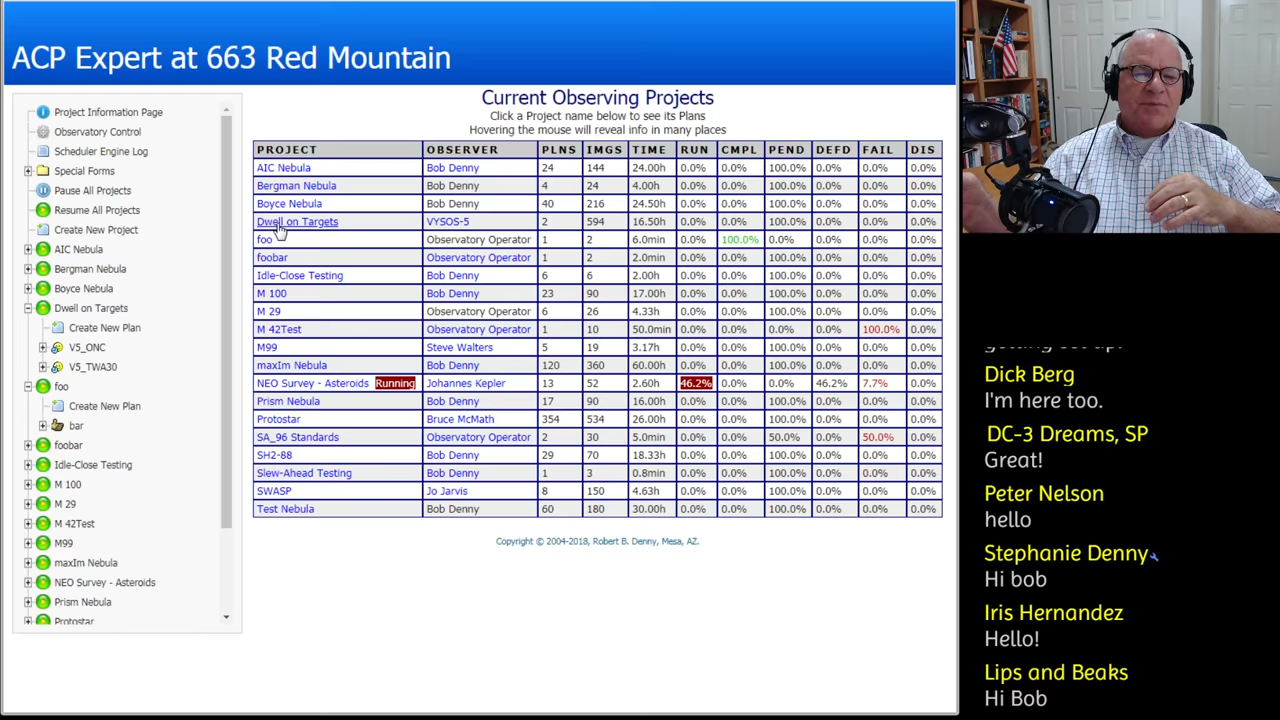 ACP Expert at 663 Red Mountain
Project Information Page
Observatory Control
Scheduler Engine Log
Special Forms
Pause All Projects
Resume All Projects
Create New Project
AIC Nebula
Bergman Nebula
Boyce Nebula
Dwell on Targets
Create New Plan
V5_ONC
V5_TWA30
foo
Create New Plan
bar
foobar
Idle-Close Testing
M 100
M 29
M 42Test
M99
maxIm Nebula
NEO Survey - Asteroids
Prism Nebula
Protostar
Current Observing Projects
Click a Project name below to see its Plans
Hovering the mouse will reveal info in many places
PROJECT OBSERVER PLNS IMGS TIME RUN CMPL PEND DEFD FAIL DIS
AIC Nebula Bob Denny 24 144 24.00h 0.0% 0.0% 100.0% 0.0% 0.0% 0.0%
Bergman Nebula Bob Denny 4 24 4.00h 0.0% 0.0% 100.0% 0.0% 0.0% 0.0%
Boyce Nebula Bob Denny 40 216 24.50h 0.0% 0.0% 100.0% 0.0% 0.0% 0.0%
Dwell on Targets VYSOS-5 2 594 16.50h 0.0% 0.0% 100.0% 0.0% 0.0% 0.0%
foo Observatory Operator 1 2 6.0min 0.0% 100.0% 0.0% 0.0% 0.0% 0.0%
foobar Observatory Operator 1 2 2.0min 0.0% 0.0% 100.0% 0.0% 0.0% 0.0%
Idle-Close Testing Bob Denny 6 6 2.00h 0.0% 0.0% 100.0% 0.0% 0.0% 0.0%
M 100 Bob Denny 23 90 17.00h 0.0% 0.0% 100.0% 0.0% 0.0% 0.0%
M 29 Observatory Operator 6 26 4.33h 0.0% 0.0% 100.0% 0.0% 0.0% 0.0%
M 42Test Observatory Operator 1 10 50.0min 0.0% 0.0% 0.0% 0.0% 100.0% 0.0%
M99 Steve Walters 5 19 3.17h 0.0% 0.0% 100.0% 0.0% 0.0% 0.0%
maxIm Nebula Bob Denny 120 360 60.00h 0.0% 0.0% 100.0% 0.0% 0.0% 0.0%
NEO Survey - Asteroids Running Johannes Kepler 13 52 2.60h 46.2% 0.0% 0.0% 46.2% 7.7% 0.0%
Prism Nebula Bob Denny 17 90 16.00h 0.0% 0.0% 100.0% 0.0% 0.0% 0.0%
Protostar Bruce McMath 354 534 26.00h 0.0% 0.0% 100.0% 0.0% 0.0% 0.0%
SA_96 Standards Observatory Operator 2 30 5.0min 0.0% 0.0% 50.0% 0.0% 50.0% 0.0%
SH2-88 Bob Denny 29 70 18.33h 0.0% 0.0% 100.0% 0.0% 0.0% 0.0%
Slew-Ahead Testing Bob Denny 1 3 0.8min 0.0% 0.0% 100.0% 0.0% 0.0% 0.0%
SWASP Jo Jarvis 8 150 4.63h 0.0% 0.0% 100.0% 0.0% 0.0% 0.0%
Test Nebula Bob Denny 60 180 30.00h 0.0% 0.0% 100.0% 0.0% 0.0% 0.0%
Copyright © 2004-2018, Robert B. Denny, Mesa, AZ.
Dick Berg
I'm here too.
DC-3 Dreams, SP
Great!
Peter Nelson
hello
Stephanie Denny
Hi bob
Iris Hernandez
Hello!
Lips and Beaks
Hi Bob